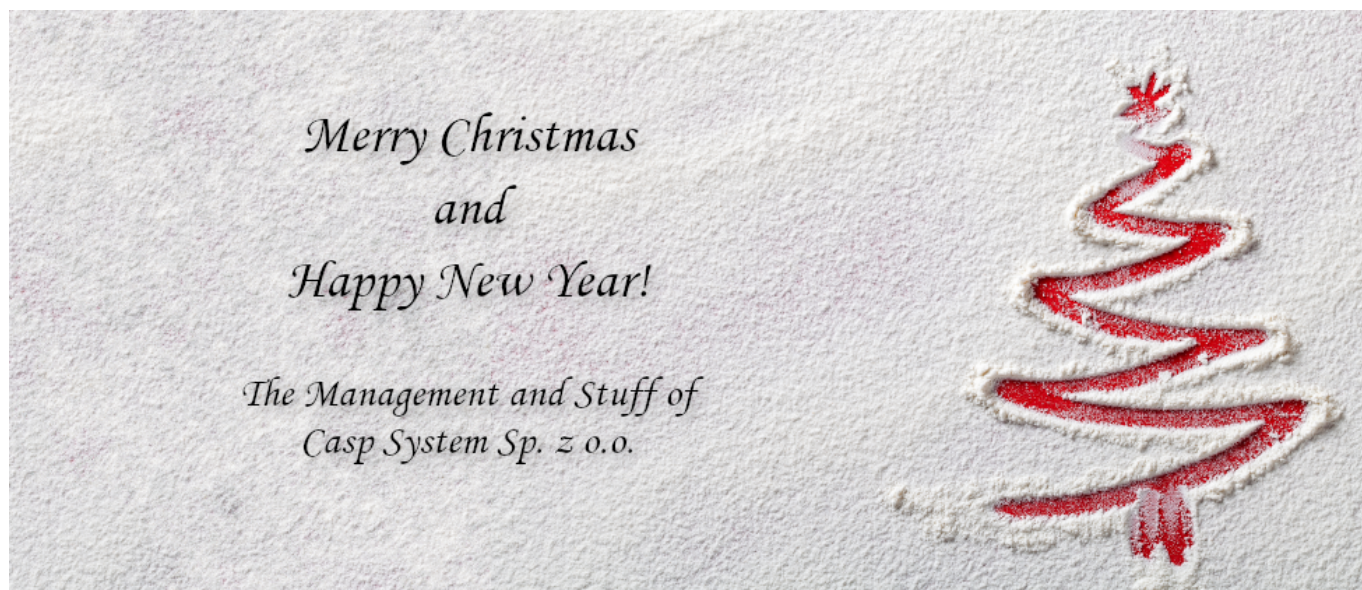 Merry Christmas
and
Happy New Year!
The Management and Stuff of
Casp System Sp. z o.o.